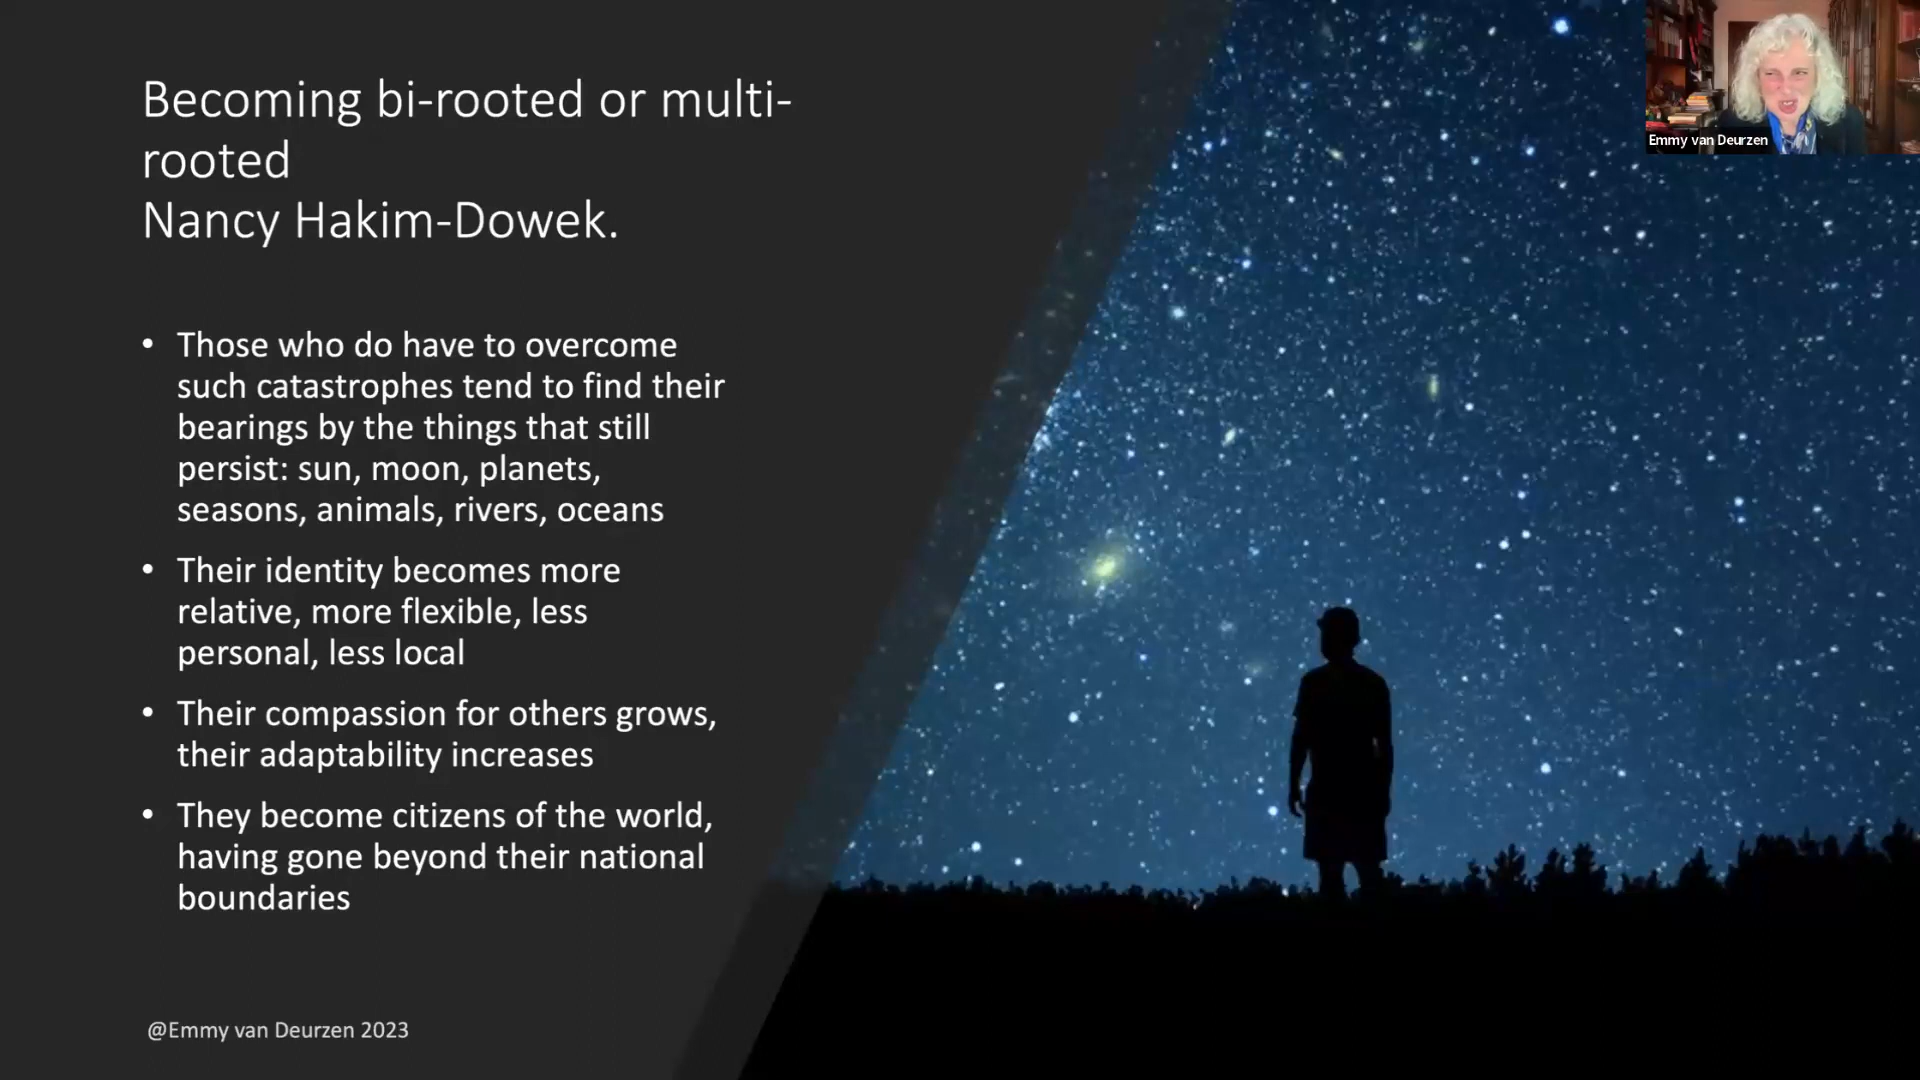 Becoming bi-rooted or multi-
rooted
Nancy Hakim-Dowek.
• Those who do have to overcome
such catastrophes tend to find their
bearings by the things that still
persist: sun, moon, planets,
seasons, animals, rivers, oceans
• Their identity becomes more
relative, more flexible, less
personal, less local
• Their compassion for others grows,
their adaptability increases
• They become citizens of the world,
having gone beyond their national
boundaries
@Emmy van Deurzen 2023
Emmy van Deurzen